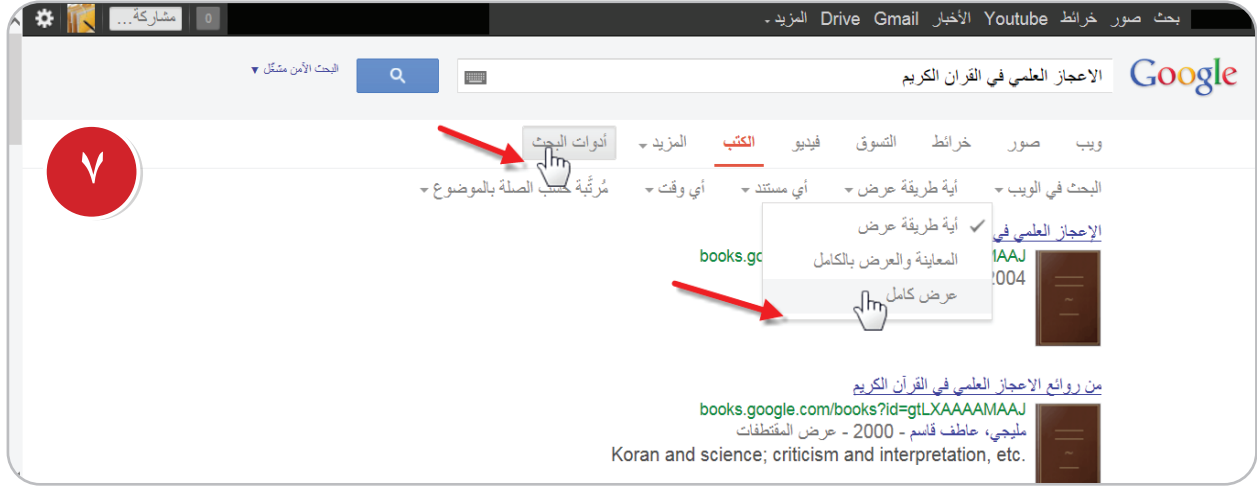 بحث صور خرائط Youtube الأخبار Gmail Drive المزيد 0 مشاركة...
Google الاعجاز العلمي في القران الكريم البحث الآمن مشغّل
ويب صور خرائط التسوق فيديو الكتب المزيد أدوات البحث
٧
البحث في الويب أية طريقة عرض أي مستند أي وقت مُرتَّبة حسب الصلة بالموضوع
أية طريقة عرض
المعاينة والعرض بالكامل
عرض كامل
الإعجاز العلمي في
books.go MAAJ
2004
من روائع الاعجاز العلمي في القرآن الكريم
books.google.com/books?id=gtLXAAAAMAAJ
مليجي، عاطف قاسم - 2000 - عرض المقتطفات
Koran and science; criticism and interpretation, etc.